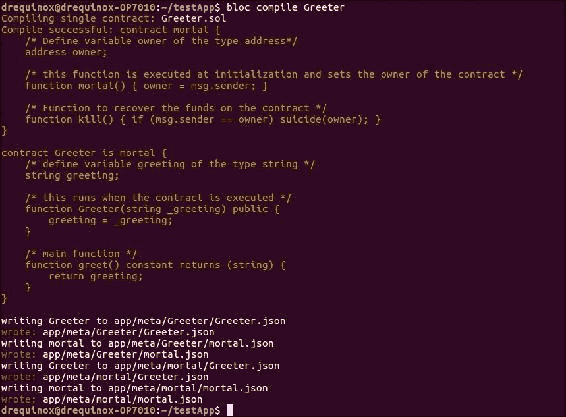 drequinox@drequinox-OP7010:~/testApp$ bloc compile Greeter
Compiling single contract: Greeter.sol
Compile successful: contract mortal {
/* Define variable owner of the type address*/
address owner;
/* this function is executed at initialization and sets the owner of the contract */
function mortal() { owner = msg.sender; }
/* Function to recover the funds on the contract */
function kill() { if (msg.sender == owner) suicide(owner); }
}
contract Greeter is mortal {
/* define variable greeting of the type string */
string greeting;
/* this runs when the contract is executed */
function Greeter(string _greeting) public {
greeting = _greeting;
}
/* main function */
function greet() constant returns (string) {
return greeting;
}
}
writing Greeter to app/meta/Greeter/Greeter.json
wrote: app/meta/Greeter/Greeter.json
writing mortal to app/meta/Greeter/mortal.json
wrote: app/meta/Greeter/mortal.json
writing Greeter to app/meta/mortal/Greeter.json
wrote: app/meta/mortal/Greeter.json
writing mortal to app/meta/mortal/mortal.json
wrote: app/meta/mortal/mortal.json
drequinox@drequinox-OP7010:~/testApp$